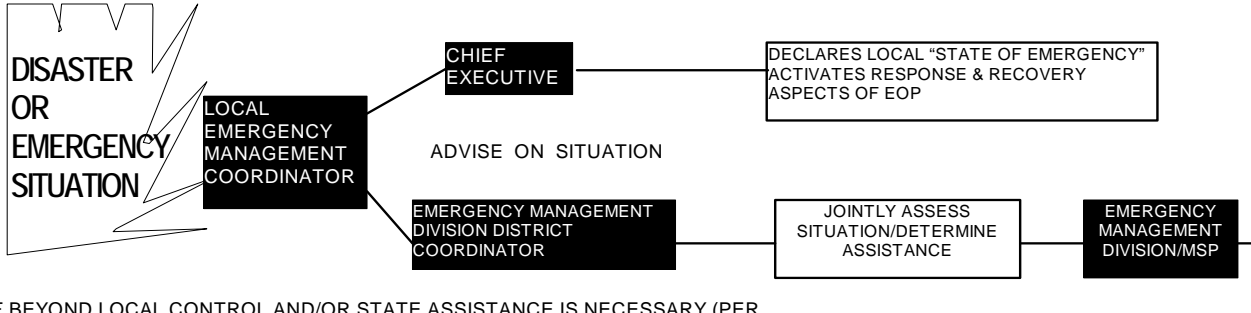 DISASTER
OR
EMERGENCY
SITUATION
LOCAL
EMERGENCY
MANAGEMENT
COORDINATOR
CHIEF
EXECUTIVE
DECLARES LOCAL “STATE OF EMERGENCY”
ACTIVATES RESPONSE & RECOVERY
ASPECTS OF EOP
ADVISE ON SITUATION
EMERGENCY MANAGEMENT
DIVISION DISTRICT
COORDINATOR
JOINTLY ASSESS
SITUATION/DETERMINE
ASSISTANCE
EMERGENCY
MANAGEMENT
DIVISION/MSP
BEYOND LOCAL CONTROL AND/OR STATE ASSISTANCE IS NECESSARY (PER